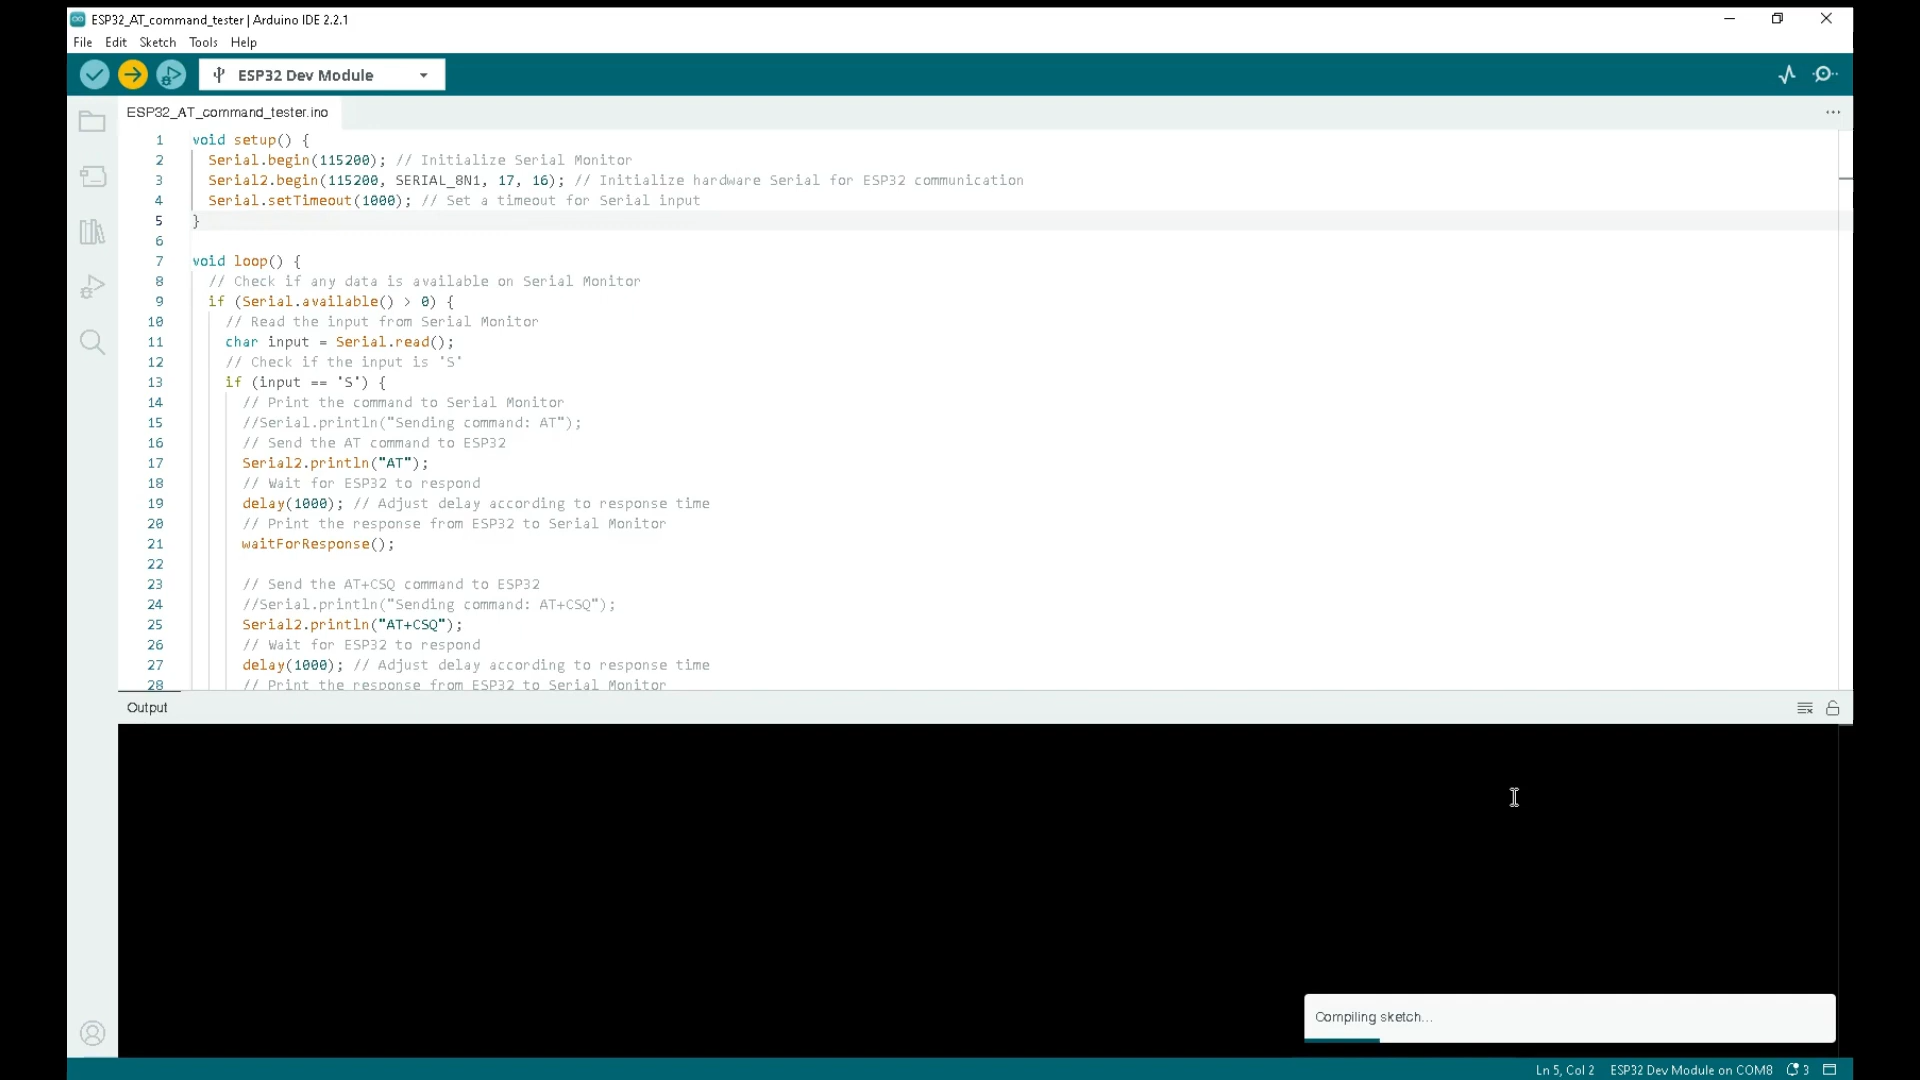 ESP32_AT_command_tester | Arduino IDE 2.2.1
File Edit Sketch Tools Help
ESP32 Dev Module
ESP32_AT_command_tester.ino
1 void setup() {
2 Serial.begin(115200); // Initialize Serial Monitor
3 Serial2.begin(115200, SERIAL_8N1, 17, 16); // Initialize hardware Serial for ESP32 communication
4 Serial.setTimeout(1000); // Set a timeout for Serial input
5 }
6
7 void loop() {
8 // Check if any data is available on Serial Monitor
9 if (Serial.available() > 0) {
10 // Read the input from Serial Monitor
11 char input = Serial.read();
12 // Check if the input is 'S'
13 if (input == 'S') {
14 // Print the command to Serial Monitor
15 //Serial.println("Sending command: AT");
16 // Send the AT command to ESP32
17 Serial2.println("AT");
18 // Wait for ESP32 to respond
19 delay(1000); // Adjust delay according to response time
20 // Print the response from ESP32 to Serial Monitor
21 waitForResponse();
22
23 // Send the AT+CSQ command to ESP32
24 //Serial.println("Sending command: AT+CSQ");
25 Serial2.println("AT+CSQ");
26 // Wait for ESP32 to respond
27 delay(1000); // Adjust delay according to response time
28 // Print the response from ESP32 to Serial Monitor
Output
Compiling sketch...
Ln 5, Col 2 ESP32 Dev Module on COM8 3